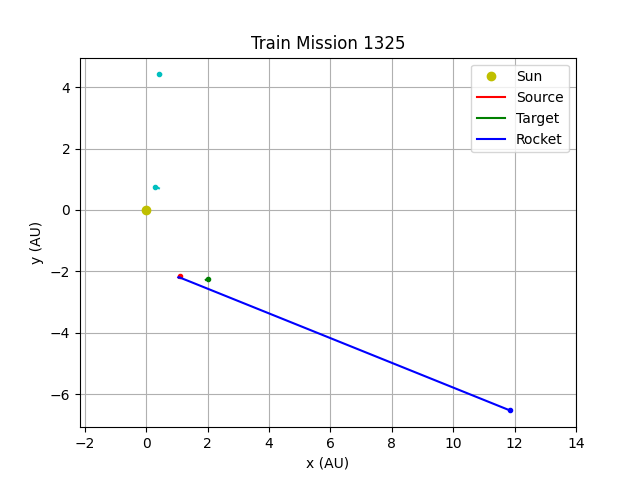 Train Mission 1325
Sun
Source
Target
Rocket
y (AU)
4
2
0
−2
−4
−6
−2
0
2
4
6
8
10
12
14
x (AU)